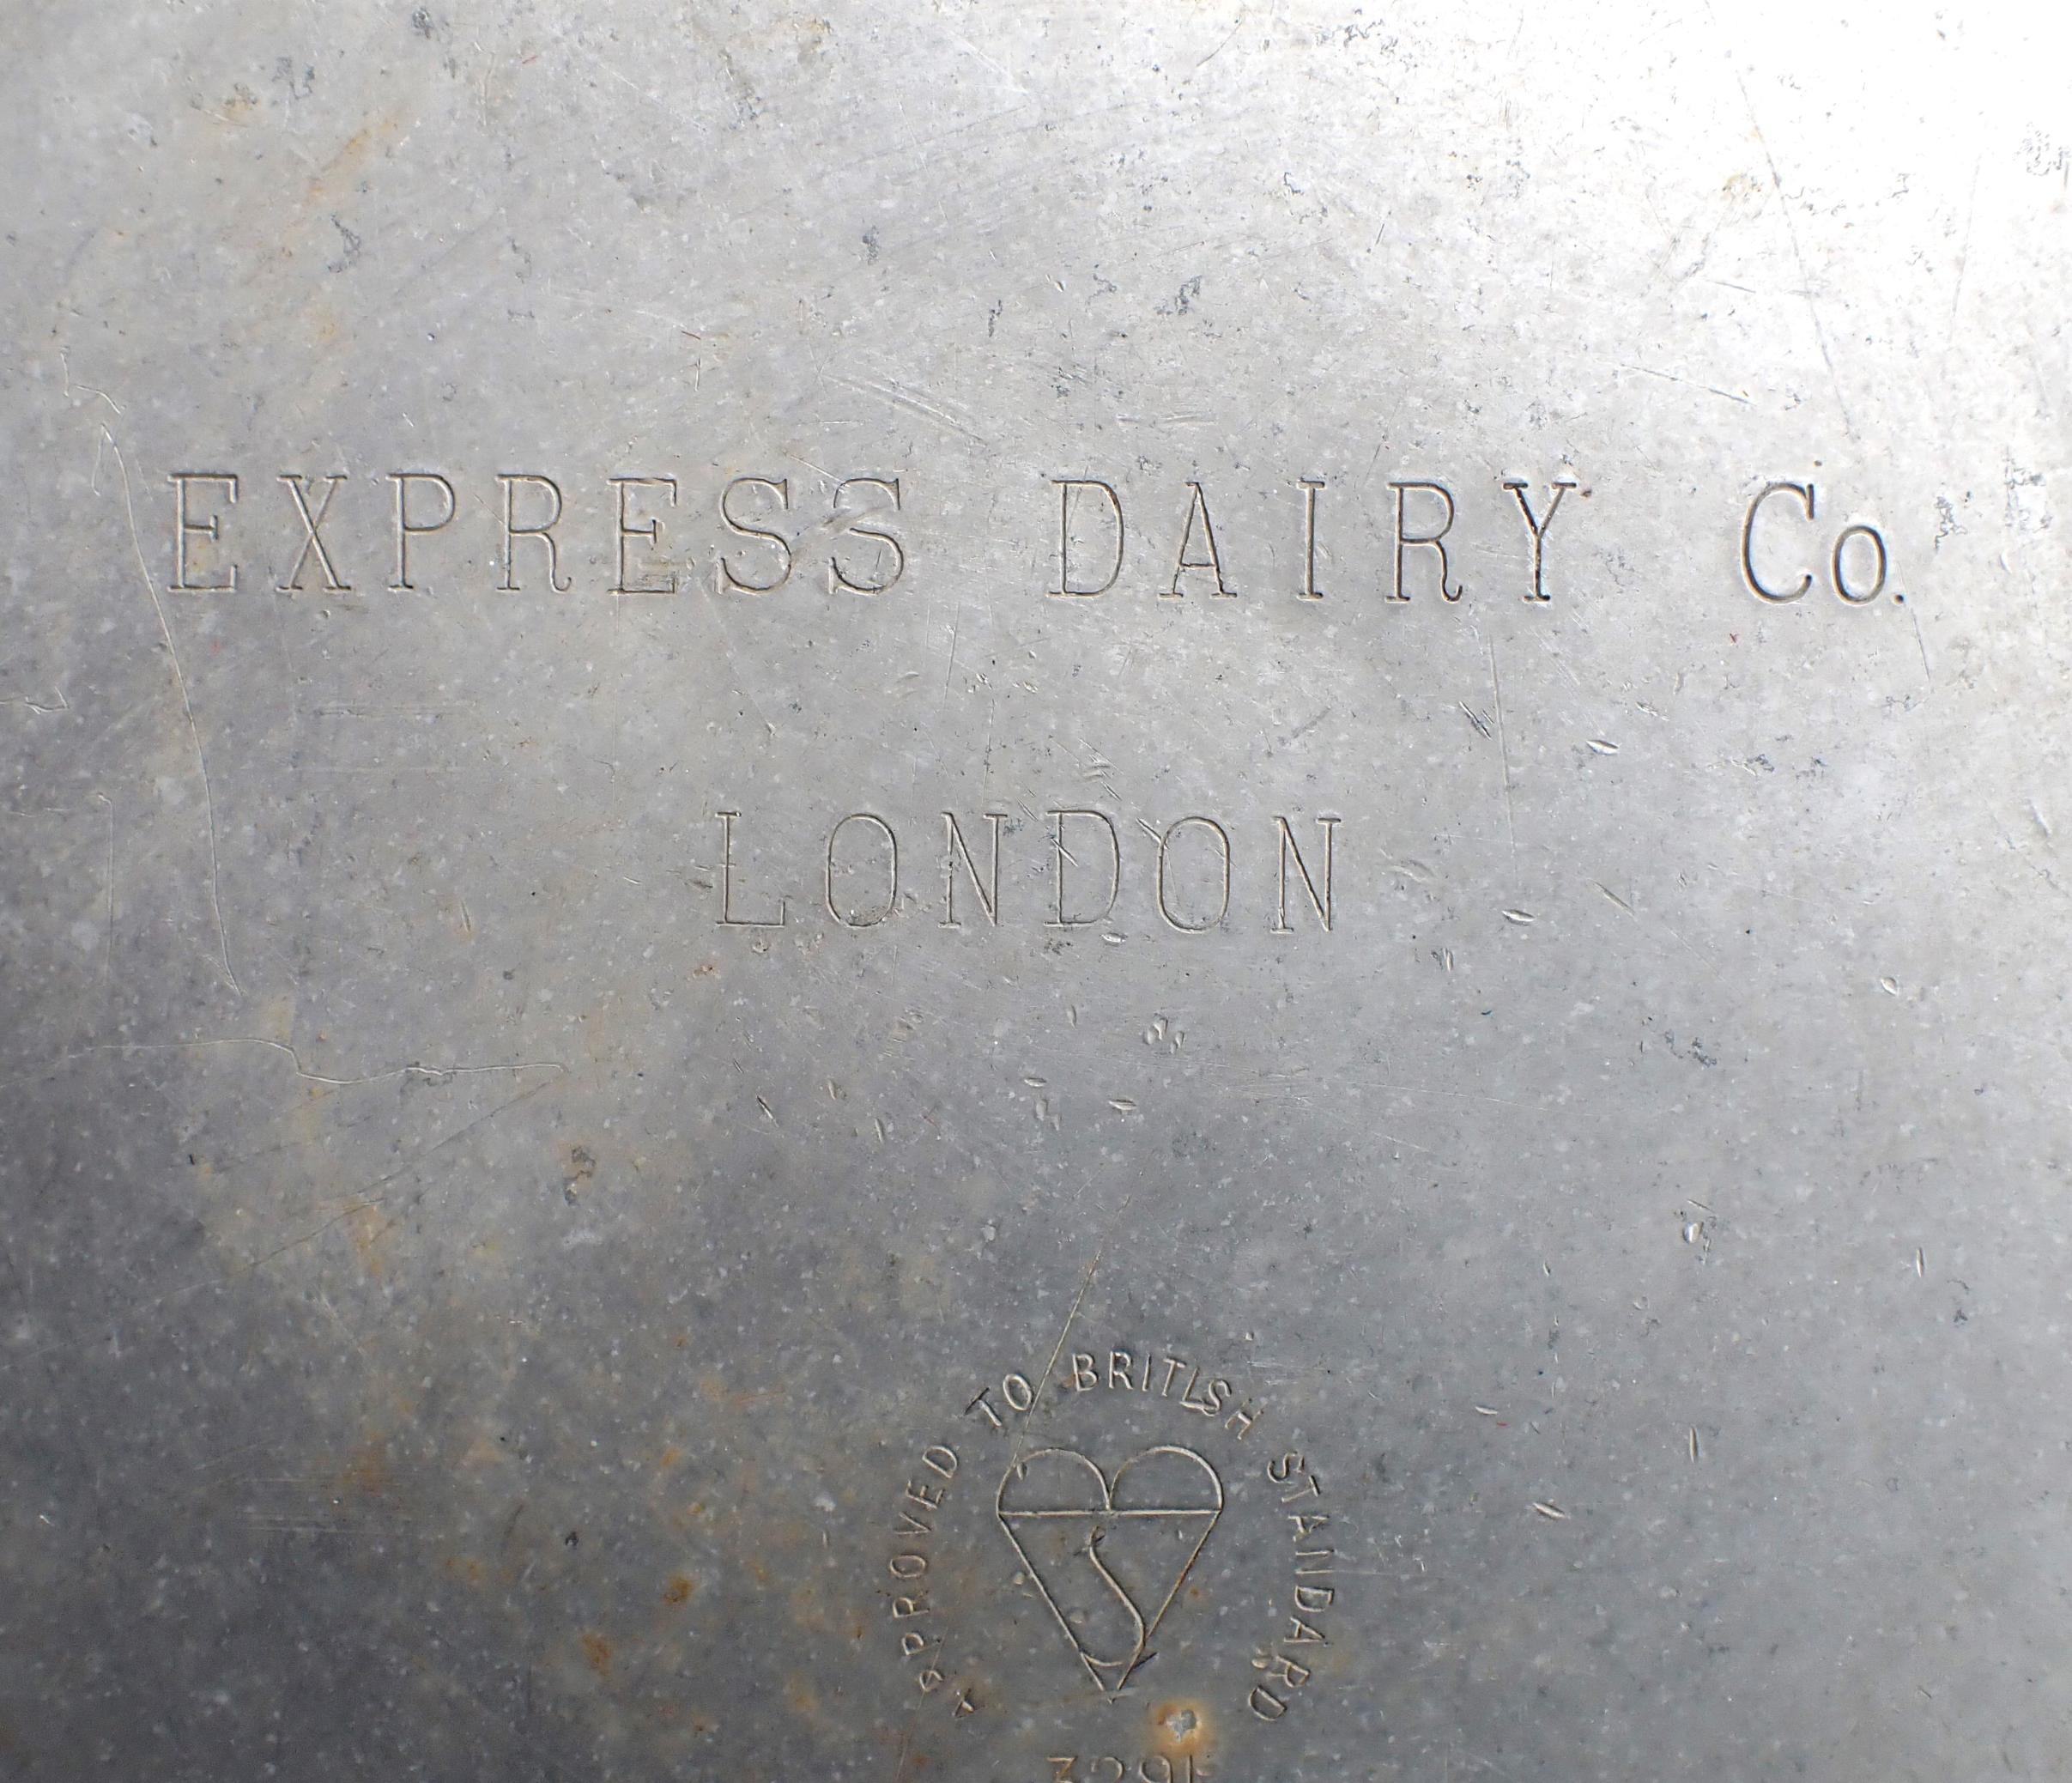 EXPRESS DAIRY Co.
LONDON
APPROVED TO BRITISH STANDARD